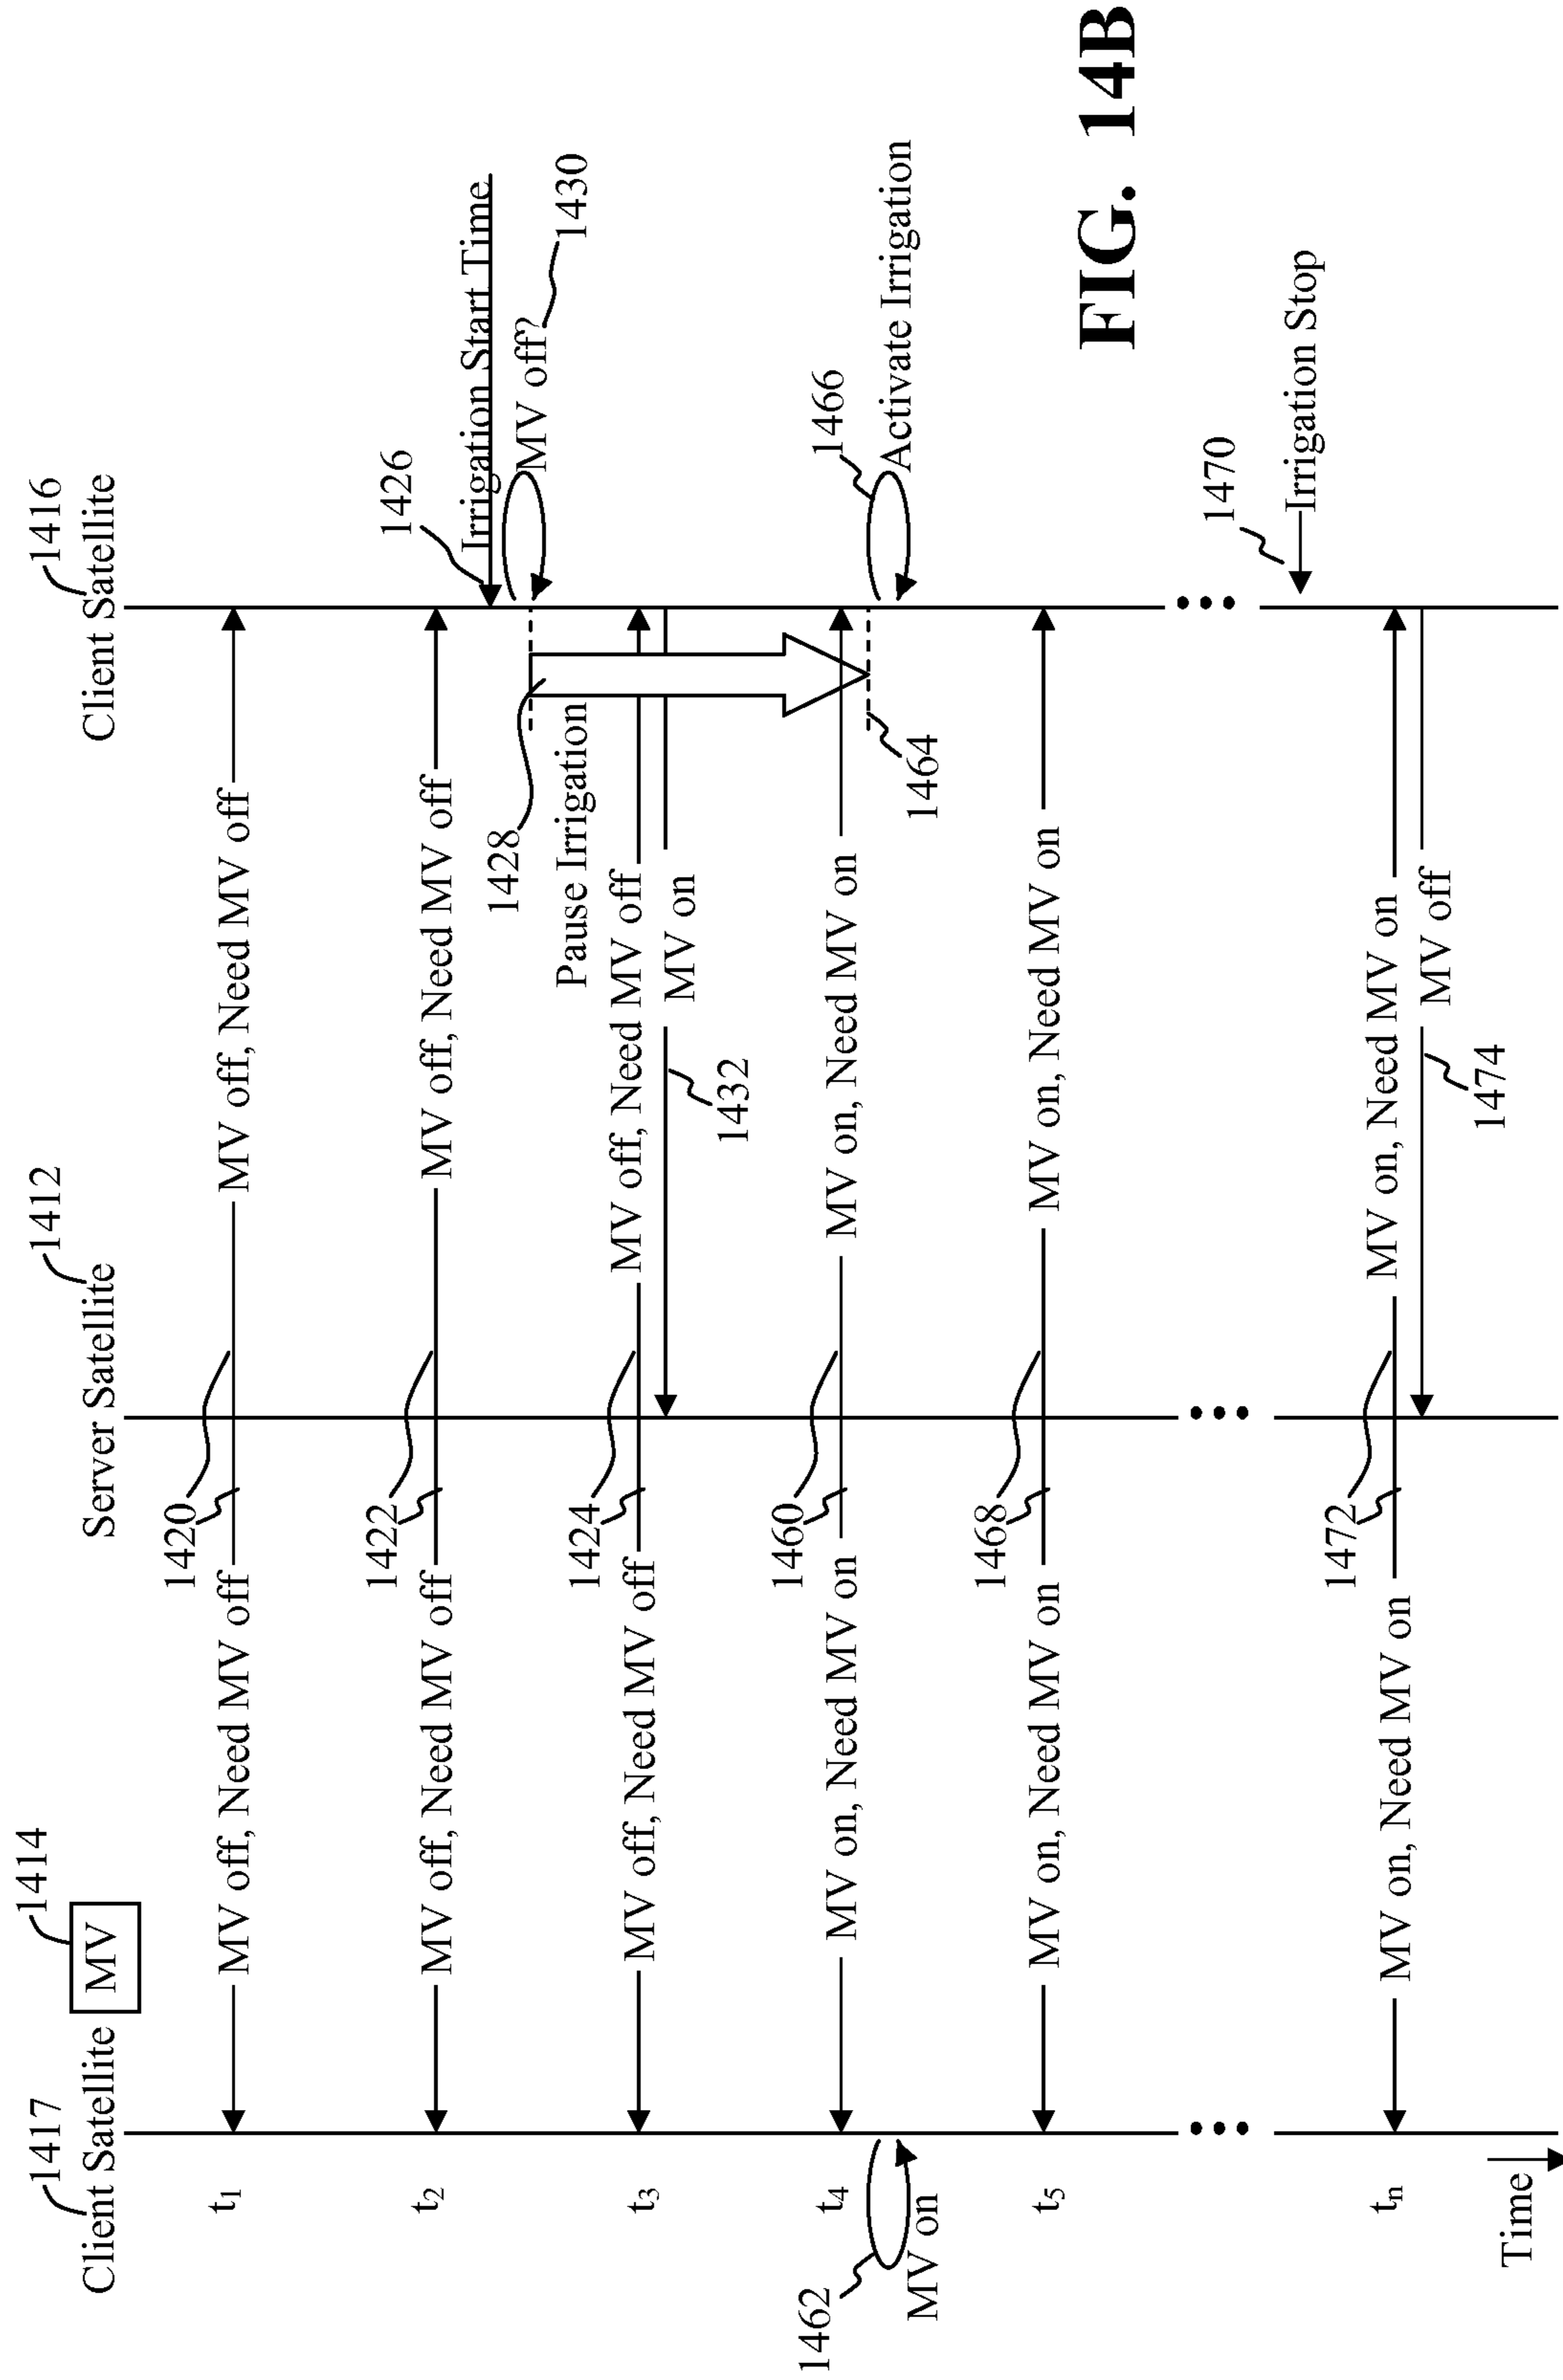 1417
Client Satellite
1414
MV
1412
Server Satellite
1416
Client Satellite
t1
MV off, Need MV off
1420
MV off, Need MV off
t2
MV off, Need MV off
1422
MV off, Need MV off
1426
Irrigation Start Time
MV off?
1430
1428
Pause Irrigation
t3
MV off, Need MV off
1424
MV off, Need MV off
MV on
1432
t4
MV on, Need MV on
1460
MV on, Need MV on
1462
MV on
1464
1466
Activate Irrigation
t5
MV on, Need MV on
1468
MV on, Need MV on
1470
Irrigation Stop
tn
MV on, Need MV on
1472
MV on, Need MV on
MV off
1474
Time
FIG. 14B